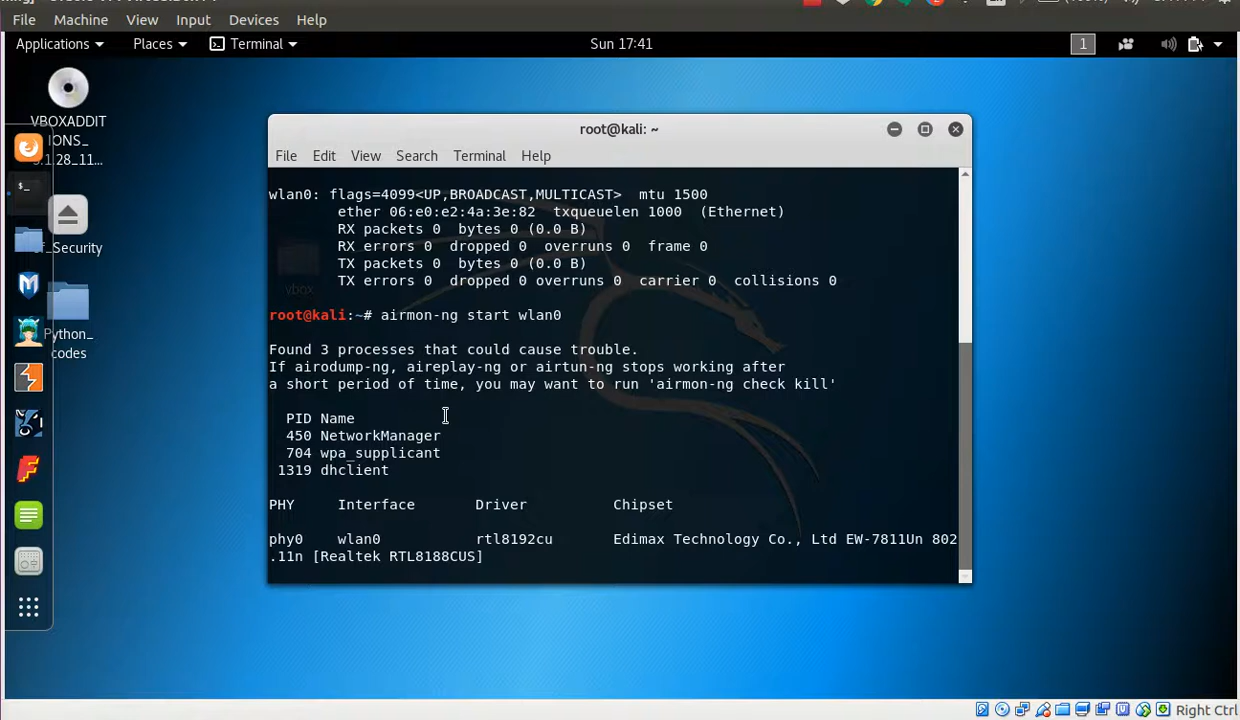 File Machine View Input Devices Help
Applications Places Terminal Sun 17:41 1
VBOXADDIT
IONS_
5.1.28_11...
sf_Security
Python_
codes
root@kali: ~
File Edit View Search Terminal Help
wlan0: flags=4099<UP,BROADCAST,MULTICAST> mtu 1500
ether 06:e0:e2:4a:3e:82 txqueuelen 1000 (Ethernet)
RX packets 0 bytes 0 (0.0 B)
RX errors 0 dropped 0 overruns 0 frame 0
TX packets 0 bytes 0 (0.0 B)
TX errors 0 dropped 0 overruns 0 carrier 0 collisions 0
vbox
root@kali:~# airmon-ng start wlan0
Found 3 processes that could cause trouble.
If airodump-ng, aireplay-ng or airtun-ng stops working after
a short period of time, you may want to run 'airmon-ng check kill'
PID Name
450 NetworkManager
704 wpa_supplicant
1319 dhclient
PHY Interface Driver Chipset
phy0 wlan0 rtl8192cu Edimax Technology Co., Ltd EW-7811Un 802
.11n [Realtek RTL8188CUS]
Right Ctrl